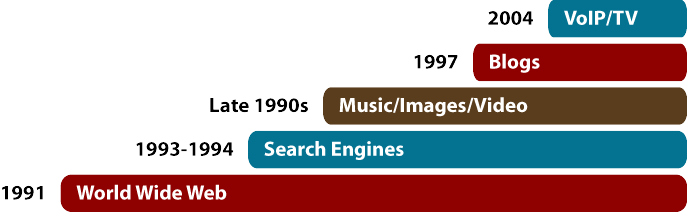 2004 VoIP/TV
1997 Blogs
Late 1990s Music/Images/Video
1993-1994 Search Engines
1991 World Wide Web